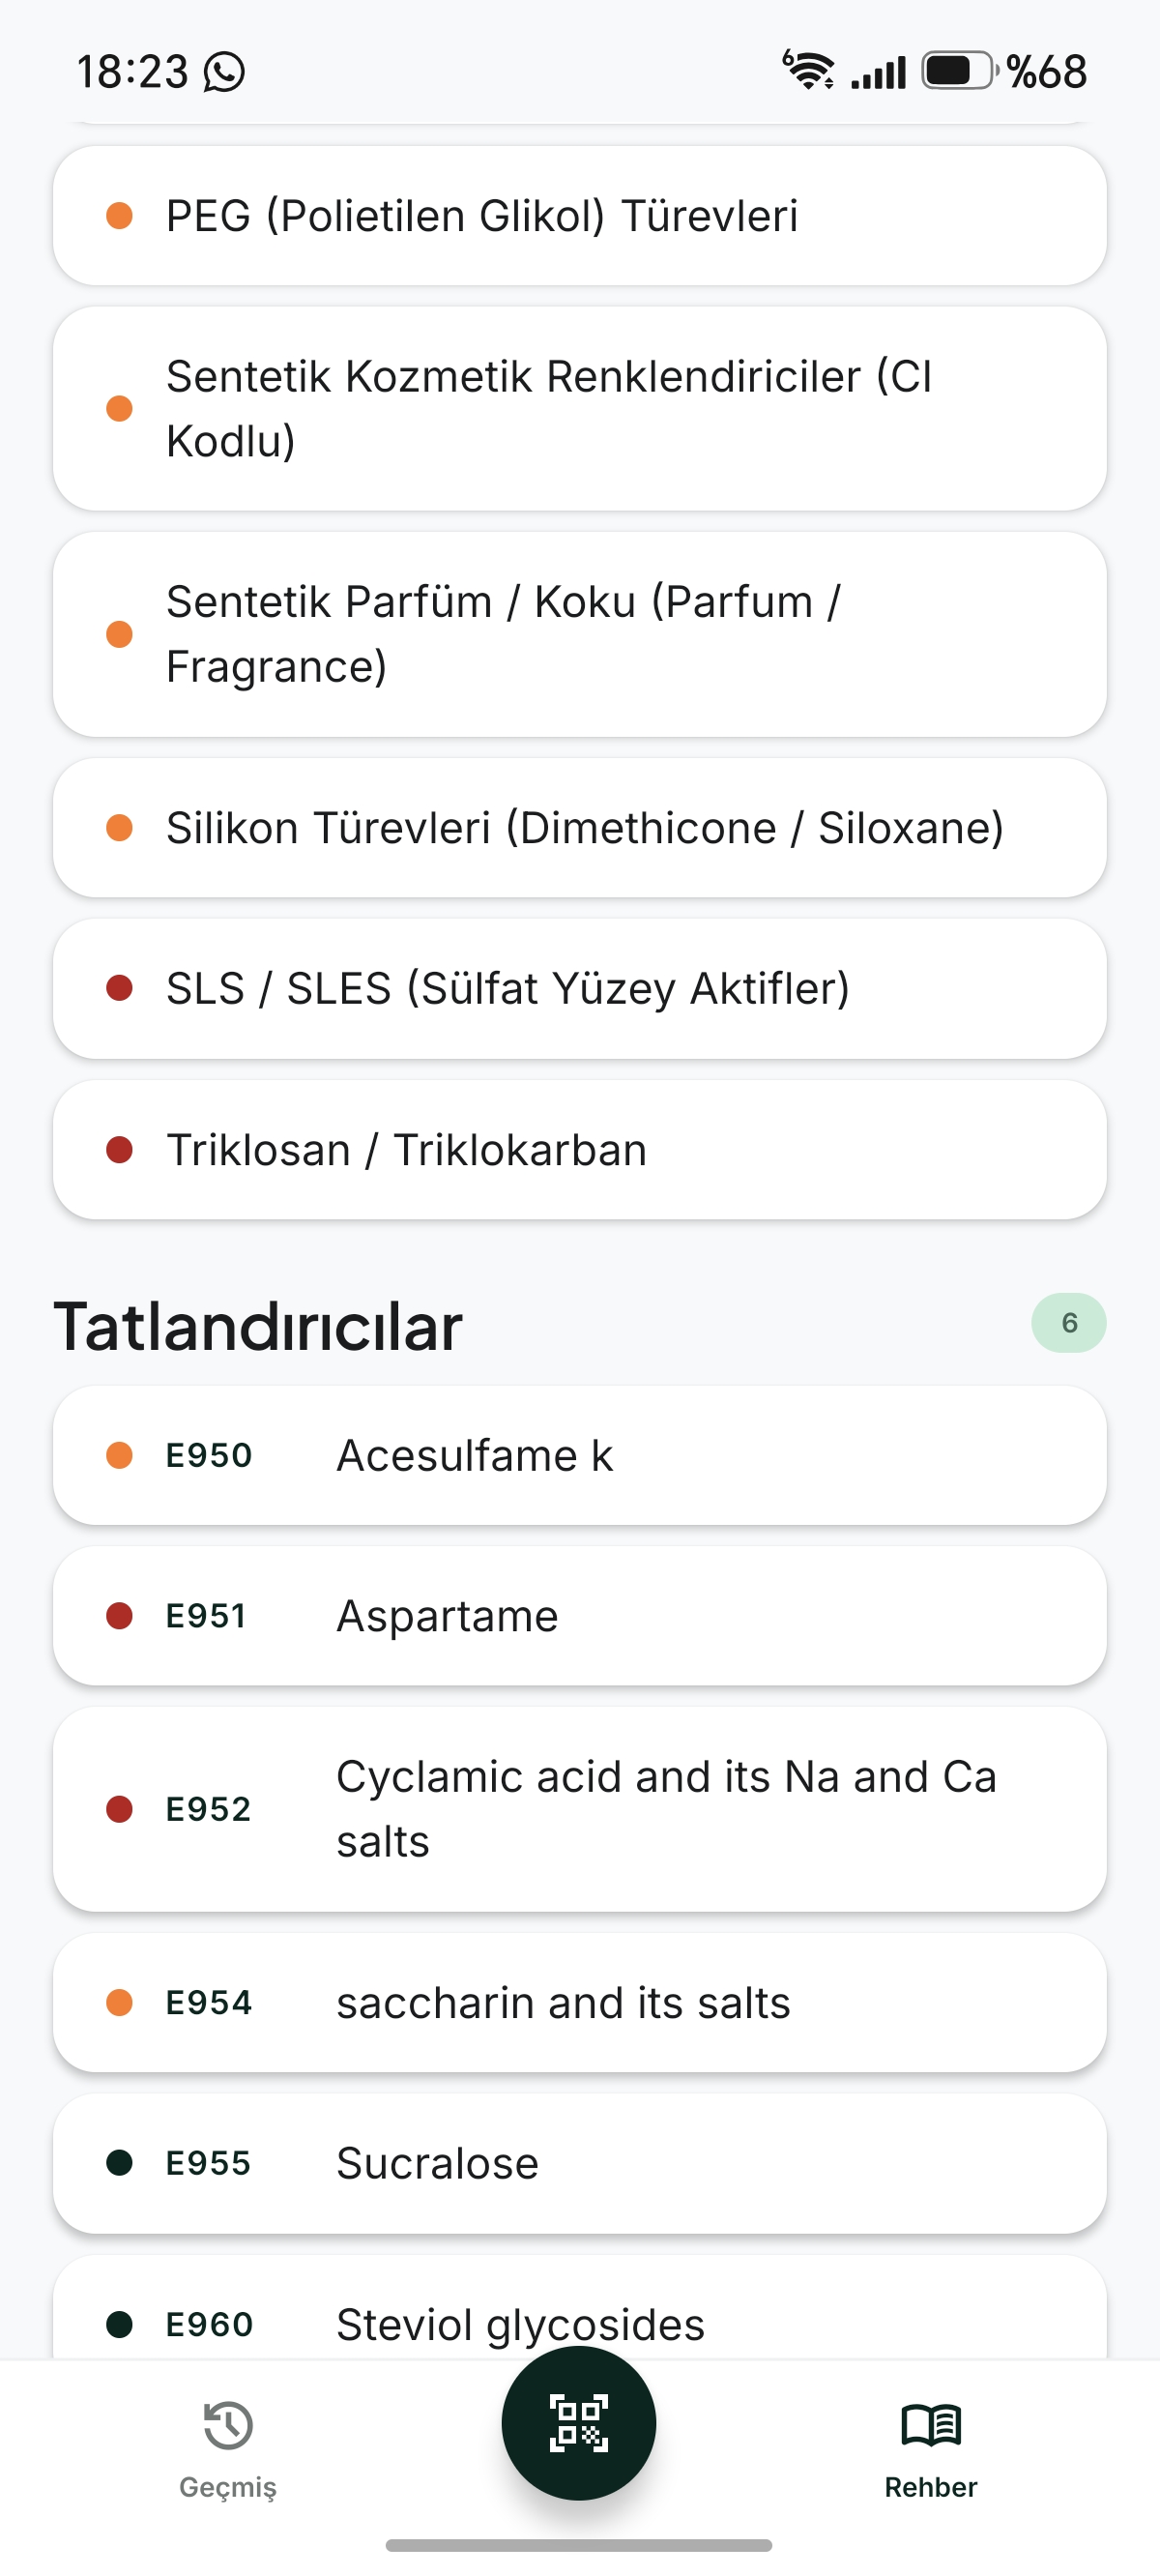 18:23
6
%68
PEG (Polietilen Glikol) Türevleri
Sentetik Kozmetik Renklendiriciler (CI
Kodlu)
Sentetik Parfüm / Koku (Parfum /
Fragrance)
Silikon Türevleri (Dimethicone / Siloxane)
SLS / SLES (Sülfat Yüzey Aktifler)
Triklosan / Triklokarban
Tatlandırıcılar 6
E950 Acesulfame k
E951 Aspartame
E952 Cyclamic acid and its Na and Ca
salts
E954 saccharin and its salts
E955 Sucralose
E960 Steviol glycosides
Geçmiş
Rehber